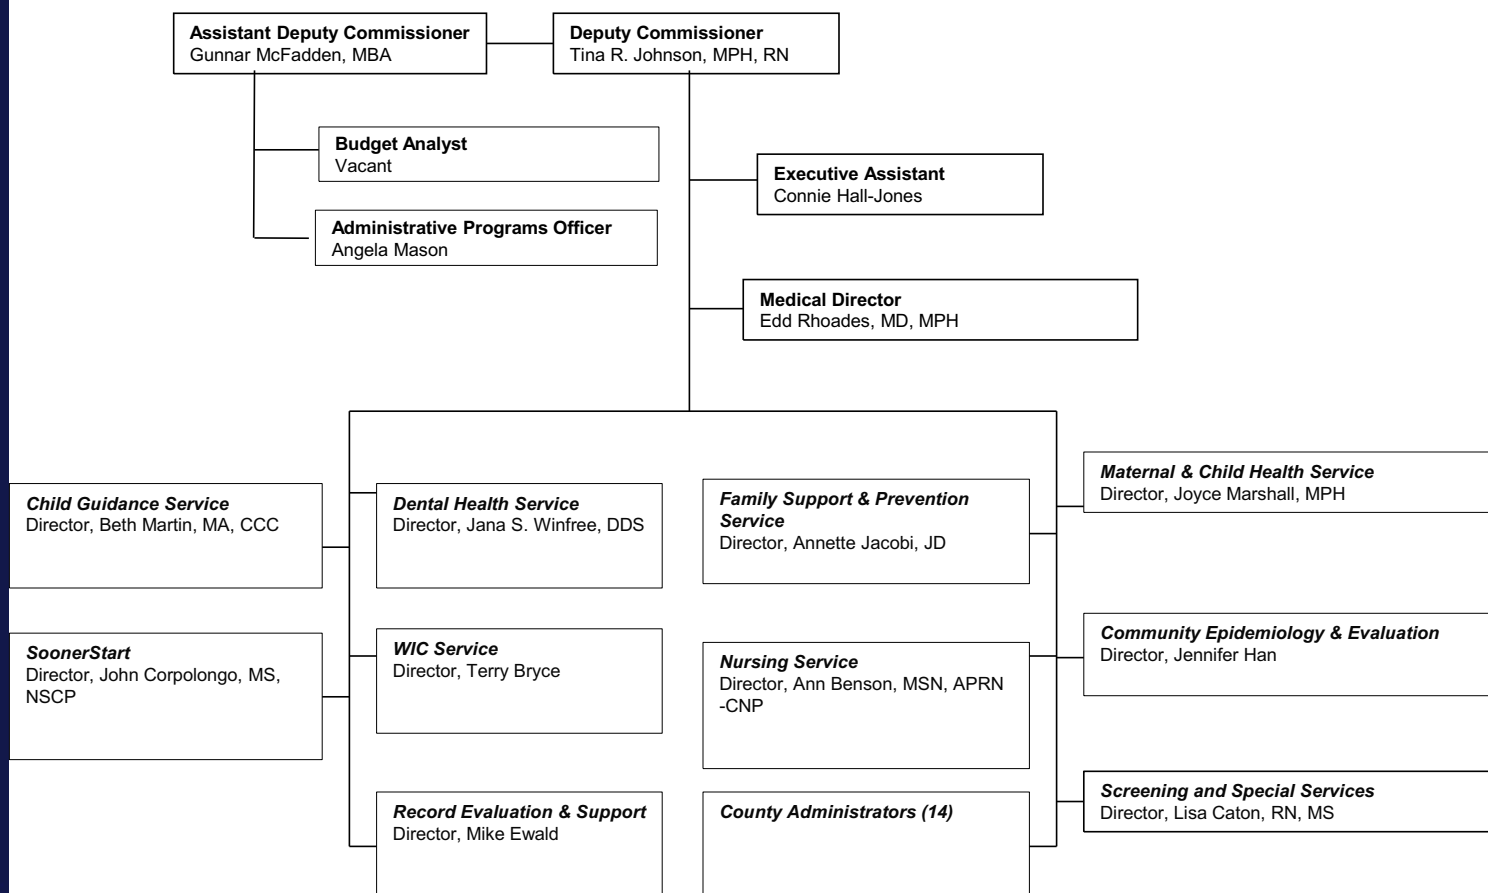 Assistant Deputy Commissioner
Gunnar McFadden, MBA
Deputy Commissioner
Tina R. Johnson, MPH, RN
Budget Analyst
Vacant
Executive Assistant
Connie Hall-Jones
Administrative Programs Officer
Angela Mason
Medical Director
Edd Rhoades, MD, MPH
Child Guidance Service
Director, Beth Martin, MA, CCC
Dental Health Service
Director, Jana S. Winfree, DDS
Family Support & Prevention
Service
Director, Annette Jacobi, JD
Maternal & Child Health Service
Director, Joyce Marshall, MPH
SoonerStart
Director, John Corpolongo, MS,
NSCP
WIC Service
Director, Terry Bryce
Nursing Service
Director, Ann Benson, MSN, APRN
-CNP
Community Epidemiology & Evaluation
Director, Jennifer Han
Record Evaluation & Support
Director, Mike Ewald
County Administrators (14)
Screening and Special Services
Director, Lisa Caton, RN, MS